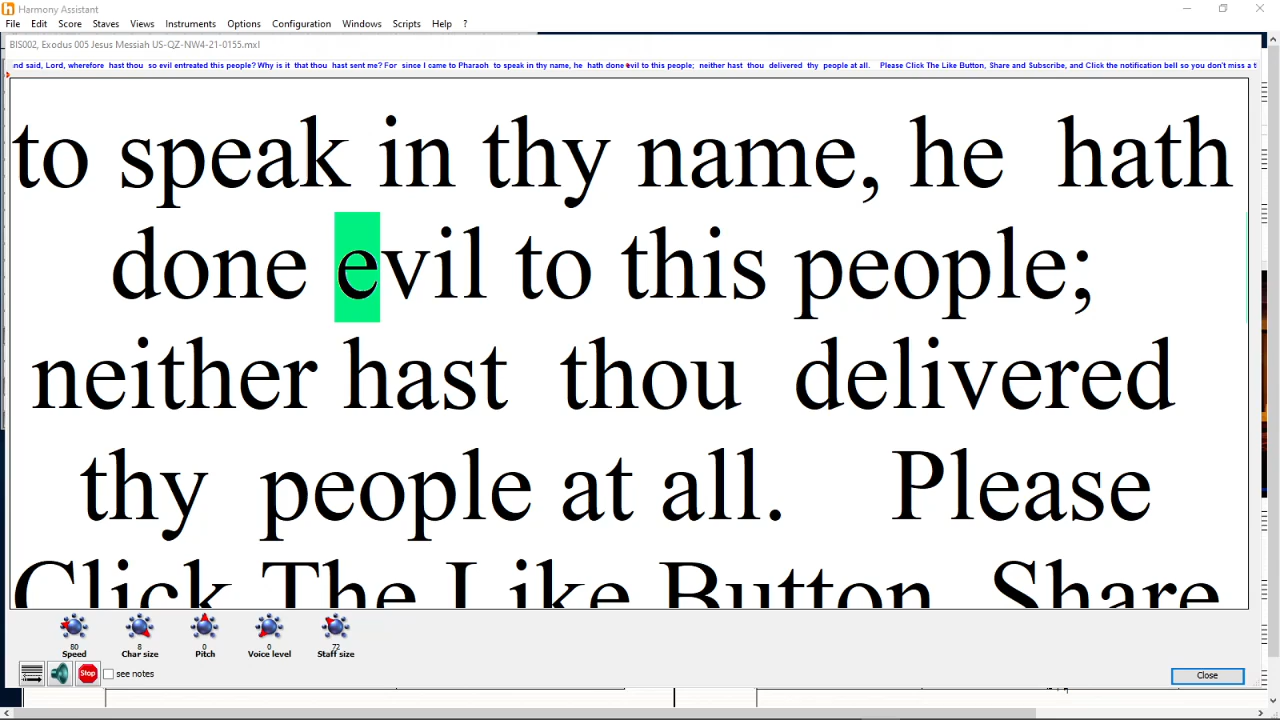 Harmony Assistant
File Edit Score Staves Views Instruments Options Configuration Windows Scripts Help ?
BIS002, Exodus 005 Jesus Messiah US-QZ-NW4-21-0155.mxl
nd said, Lord, wherefore hast thou so evil entreated this people? Why is it that thou hast sent me? For since I came to Pharaoh to speak in thy name, he hath done evil to this people; neither hast thou delivered thy people at all. Please Click The Like Button, Share and Subscribe, and Click the notification bell so you don't miss a t
to speak in thy name, he hath
done evil to this people;
neither hast thou delivered
thy people at all. Please
Click The Like Button, Share
80 8 0 0 72
Speed Char size Pitch Voice level Staff size
Stop see notes Close